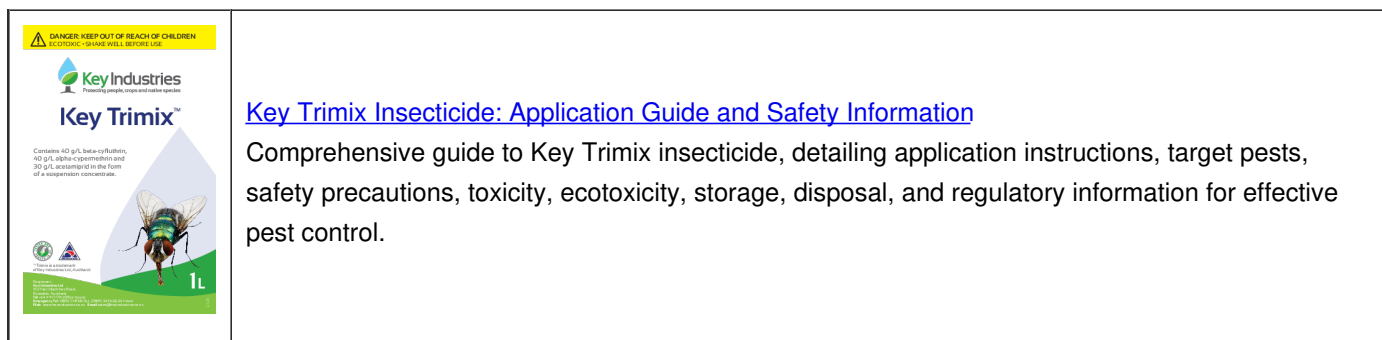 DANGER: KEEP OUT OF REACH OF CHILDREN
ECOTOXIC • SHAKE WELL BEFORE USE
Key Industries
Protecting people, crops and native species
Key Trimix™
Contains 40 g/L beta-cyfluthrin,
40 g/L alpha-cypermethrin and
30 g/L acetamiprid in the form
of a suspension concentrate.
1L
Key Trimix Insecticide: Application Guide and Safety Information
Comprehensive guide to Key Trimix insecticide, detailing application instructions, target pests,
safety precautions, toxicity, ecotoxicity, storage, disposal, and regulatory information for effective
pest control.